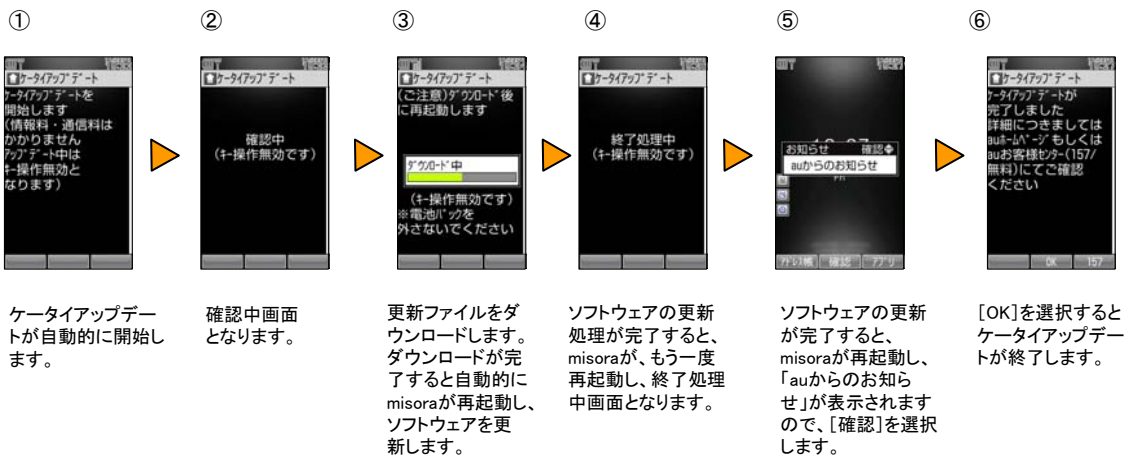 ①
②
③
④
⑤
⑥
ｹｰﾀｲｱｯﾌﾟﾃﾞｰﾄ
ｹｰﾀｲｱｯﾌﾟﾃﾞｰﾄを
開始します
(情報料・通信料は
かかりません
ｱｯﾌﾟﾃﾞｰﾄ中は
ｷｰ操作無効と
なります)
ｹｰﾀｲｱｯﾌﾟﾃﾞｰﾄ
確認中
(ｷｰ操作無効です)
ｹｰﾀｲｱｯﾌﾟﾃﾞｰﾄ
(ご注意)ﾀﾞｳﾝﾛｰﾄﾞ後
に再起動します
ﾀﾞｳﾝﾛｰﾄﾞ中
(ｷｰ操作無効です)
※電池ﾊﾟｯｸを
外さないでください
ｹｰﾀｲｱｯﾌﾟﾃﾞｰﾄ
終了処理中
(ｷｰ操作無効です)
お知らせ 確認
auからのお知らせ
ｱﾄﾞﾚｽ帳 確認 ｱﾌﾟﾘ
ｹｰﾀｲｱｯﾌﾟﾃﾞｰﾄ
ｹｰﾀｲｱｯﾌﾟﾃﾞｰﾄが
完了しました
詳細につきましては
auﾎｰﾑﾍﾟｰｼﾞもしくは
auお客様ｾﾝﾀｰ(157/
無料)にてご確認
ください
OK 157
ケータイアップデー
トが自動的に開始し
ます。
確認中画面
となります。
更新ファイルをダ
ウンロードします。
ダウンロードが完
了すると自動的に
misoraが再起動し、
ソフトウェアを更
新します。
ソフトウェアの更新
処理が完了すると、
misoraが、もう一度
再起動し、終了処理
中画面となります。
ソフトウェアの更新
が完了すると、
misoraが再起動し、
「auからのお知ら
せ」が表示されます
ので、[確認]を選択
します。
[OK]を選択すると
ケータイアップデー
トが終了します。